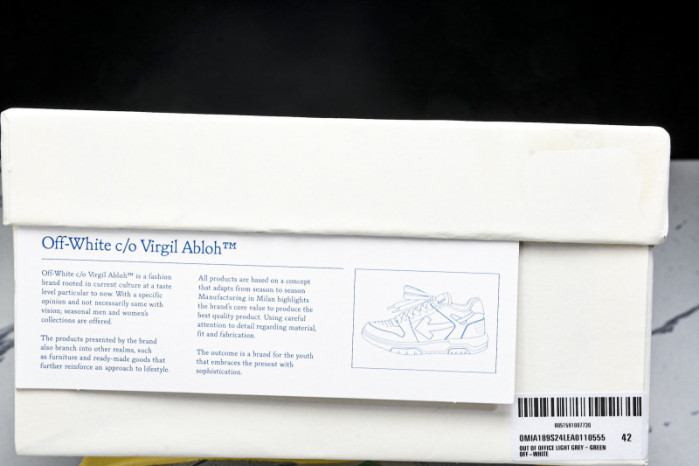 Off-White c/o Virgil Abloh™
Off-White c/o Virgil Abloh™ is a fashion
brand rooted in current culture at a taste
level particular to now. With a specific
opinion and not necessarily same with
vision; seasonal men and women's
collections are offered.
The products presented by the brand
also branch into other realms, such
as furniture and ready-made goods that
further reinforce an approach to lifestyle.
All products are based on a concept
that adapts from season to season
Manufacturing in Milan highlights
the brand's core value to produce the
best quality product. Using careful
attention to detail regarding material,
fit and fabrication.
The outcome is a brand for the youth
that embraces the present with
sophistication.
8051581087730
OMIA189S24LEA0110555 42
OUT OF OFFICE LIGHT GREY - GREEN
OFF-WHITE